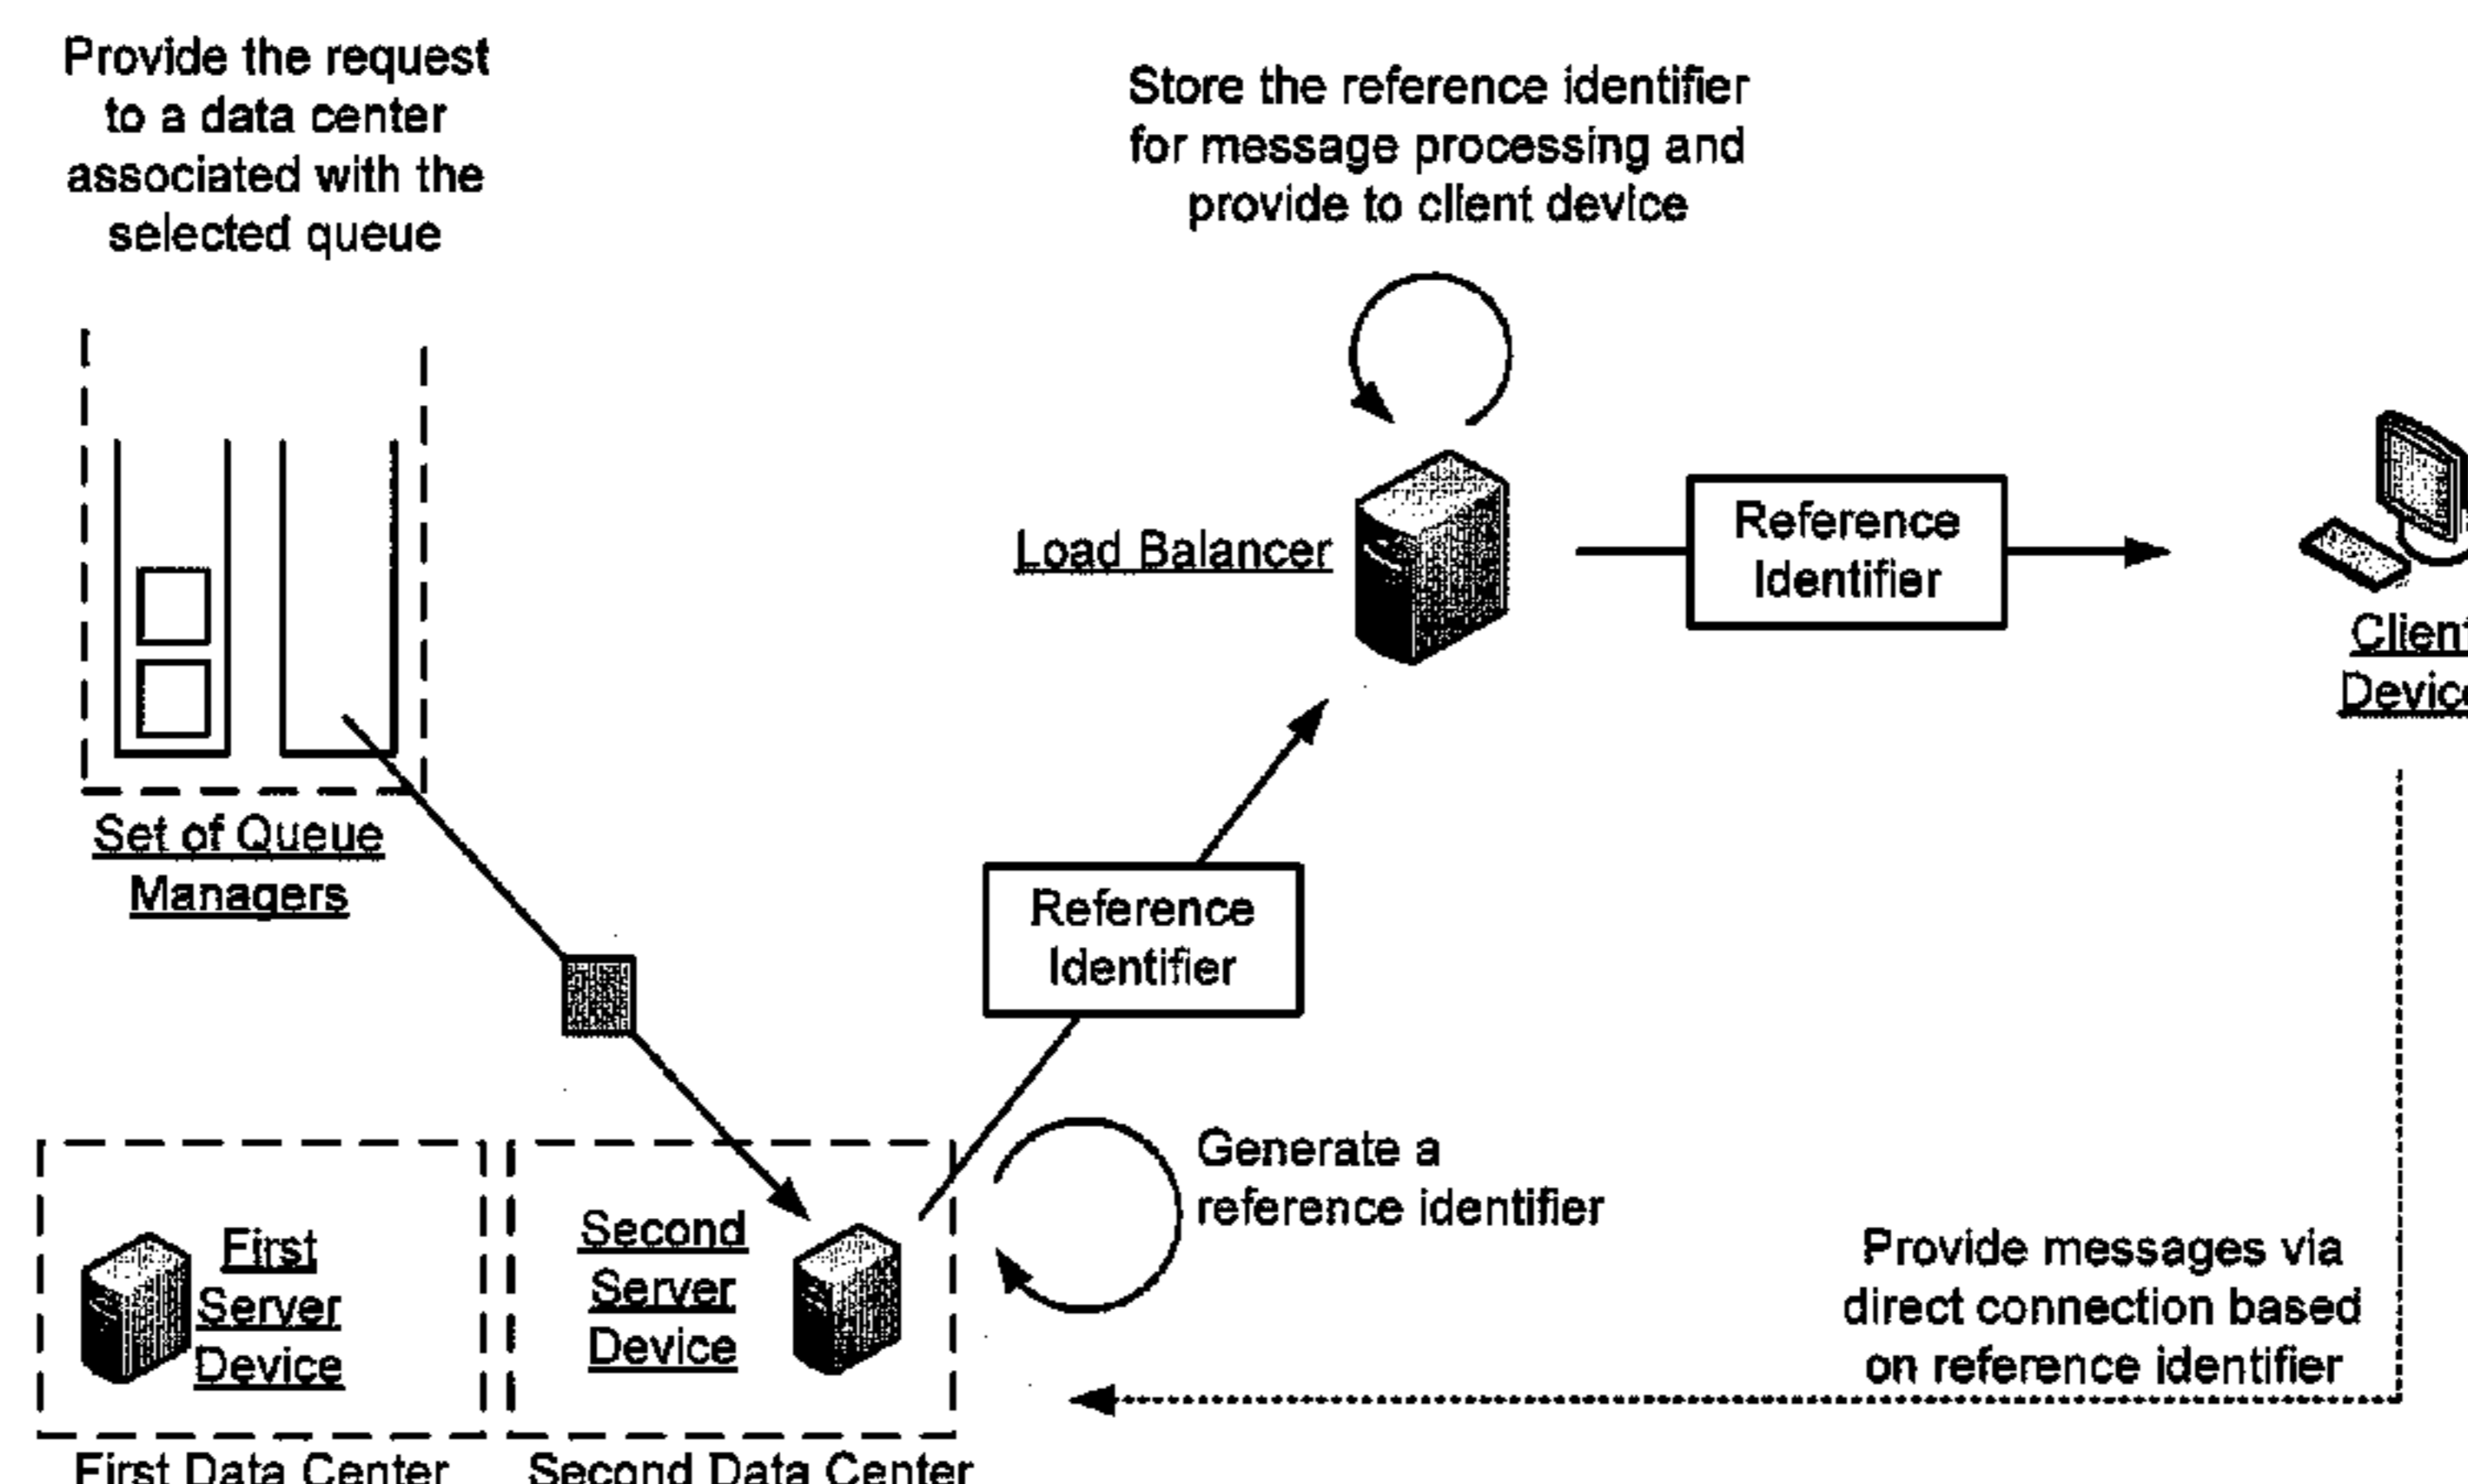 Provide the request
to a data center
associated with the
selected queue
Store the reference identifier
for message processing and
provide to client device
Load Balancer
Reference
Identifier
Client
Device
Set of Queue
Managers
Reference
Identifier
Generate a
reference identifier
First
Server
Device
Second
Server
Device
Provide messages via
direct connection based
on reference identifier
First Data Center
Second Data Center